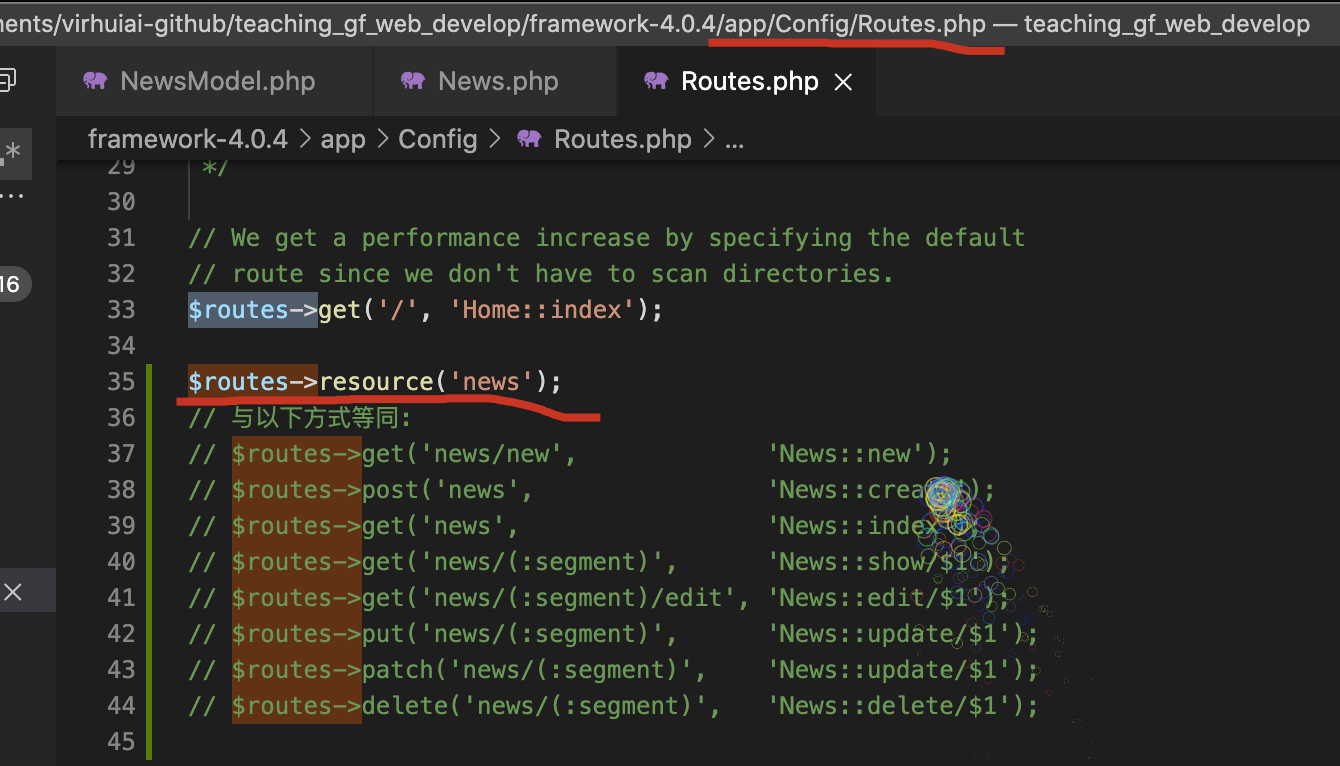 ments/virhuiai-github/teaching_gf_web_develop/framework-4.0.4/app/Config/Routes.php — teaching_gf_web_develop
NewsModel.php News.php Routes.php
framework-4.0.4 > app > Config > Routes.php > ...
.*
16
29 */
30
31 // We get a performance increase by specifying the default
32 // route since we don't have to scan directories.
33 $routes->get('/', 'Home::index');
34
35 $routes->resource('news');
36 // 与以下方式等同:
37 // $routes->get('news/new', 'News::new');
38 // $routes->post('news', 'News::create');
39 // $routes->get('news', 'News::index');
40 // $routes->get('news/(:segment)', 'News::show/$1');
41 // $routes->get('news/(:segment)/edit', 'News::edit/$1');
42 // $routes->put('news/(:segment)', 'News::update/$1');
43 // $routes->patch('news/(:segment)', 'News::update/$1');
44 // $routes->delete('news/(:segment)', 'News::delete/$1');
45